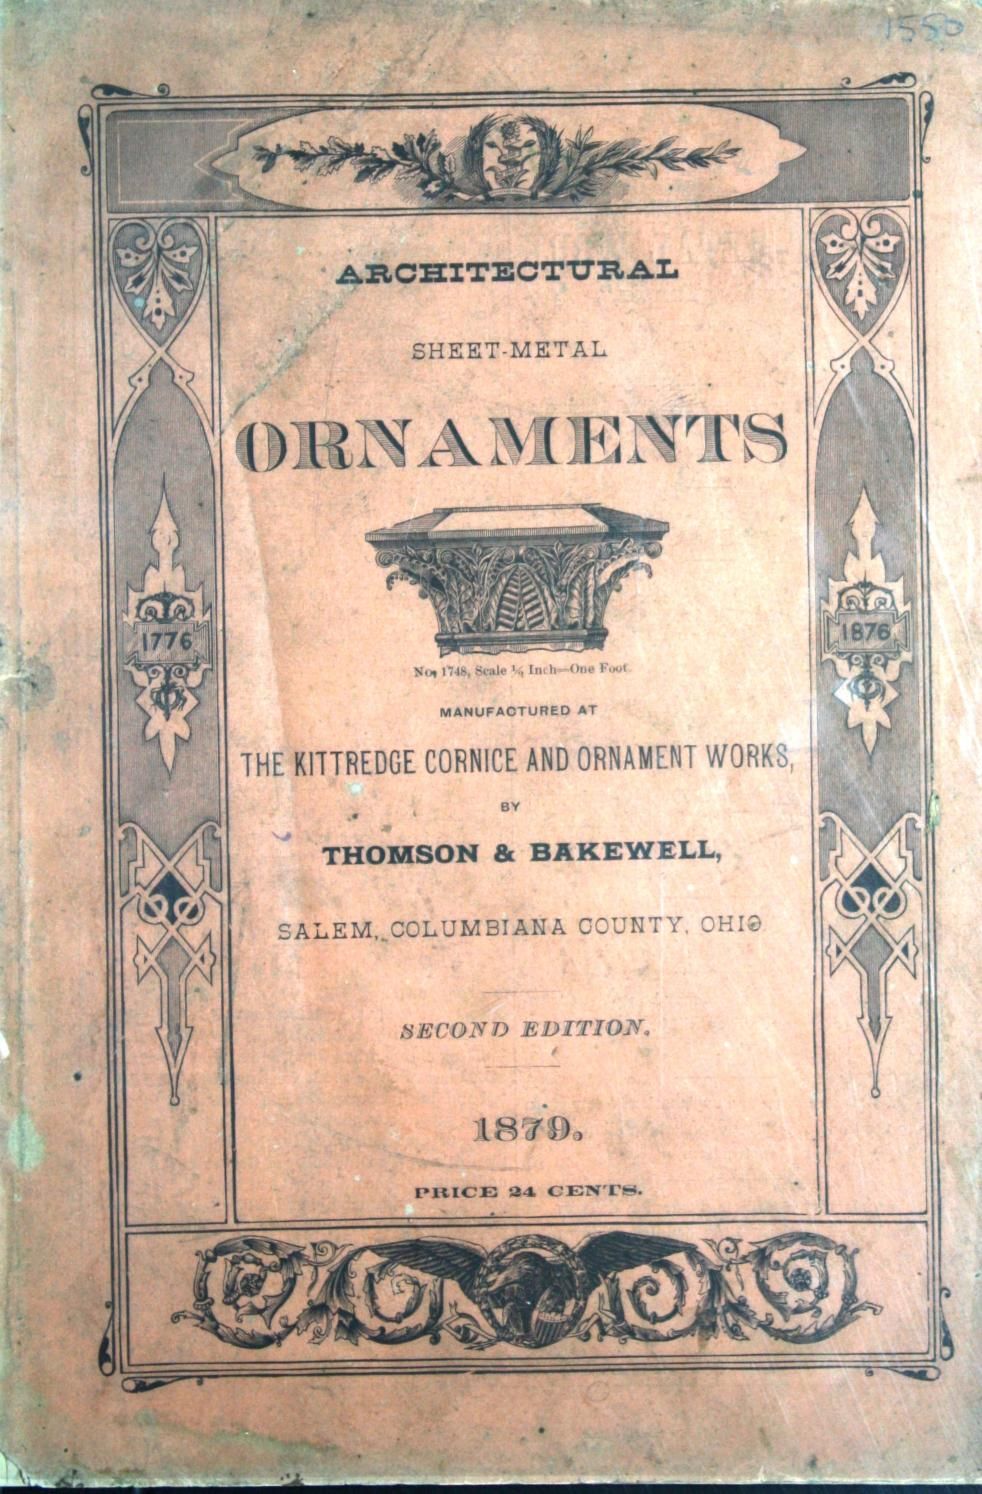 1550
ARCHITECTURAL
SHEET-METAL
ORNAMENTS
1776
1876
No. 1748, Scale ¼ Inch=One Foot.
MANUFACTURED AT
THE KITTREDGE CORNICE AND ORNAMENT WORKS,
BY
THOMSON & BAKEWELL,
SALEM, COLUMBIANA COUNTY, OHIO
SECOND EDITION.
1879.
PRICE 24 CENTS.